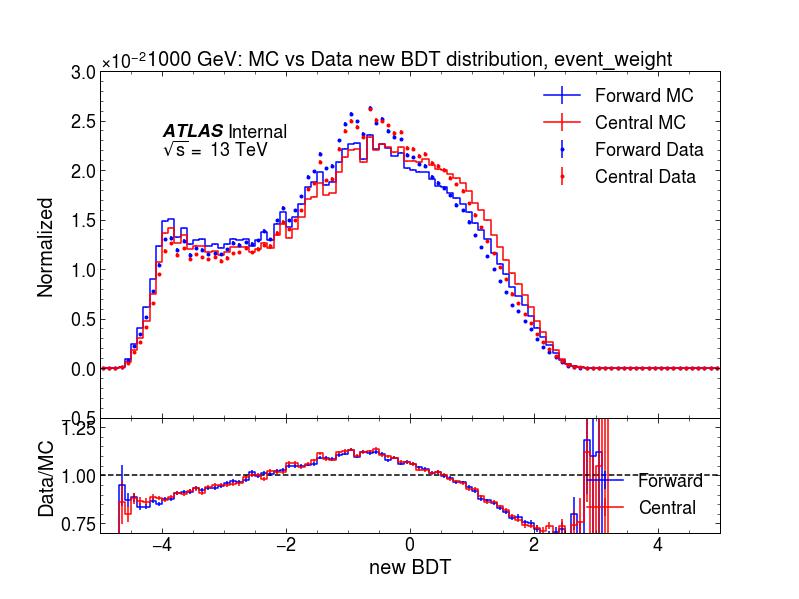 ×10⁻²1000 GeV: MC vs Data new BDT distribution, event_weight
3.0
2.5
2.0
1.5
1.0
0.5
0.0
−0.5
Normalized
ATLAS Internal
√s = 13 TeV
Forward MC
Central MC
Forward Data
Central Data
1.25
1.00
0.75
Data/MC
Forward
Central
−4
−2
0
2
4
new BDT